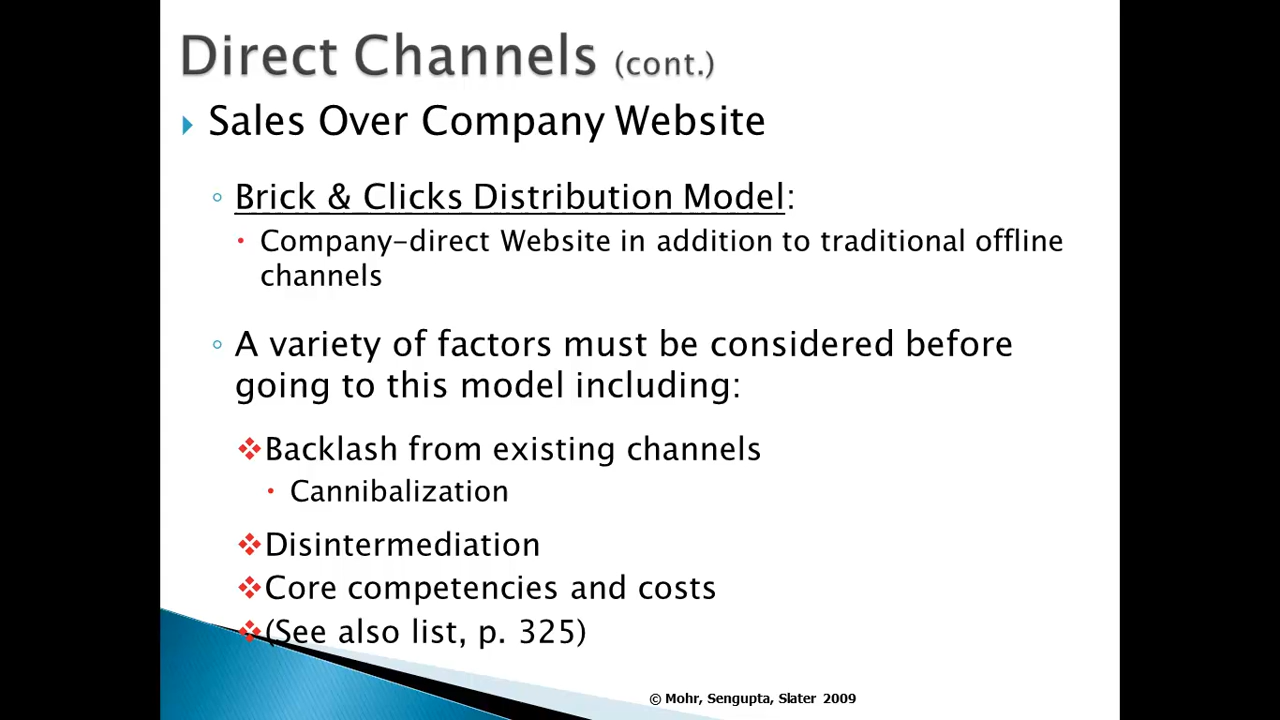 Direct Channels (cont.)
Sales Over Company Website
Brick & Clicks Distribution Model:
Company-direct Website in addition to traditional offline
channels
A variety of factors must be considered before
going to this model including:
Backlash from existing channels
Cannibalization
Disintermediation
Core competencies and costs
(See also list, p. 325)
© Mohr, Sengupta, Slater 2009